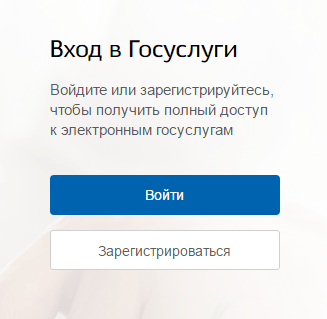 Вход в Госуслуги
Войдите или зарегистрируйтесь,
чтобы получить полный доступ
к электронным госуслугам
Войти
Зарегистрироваться